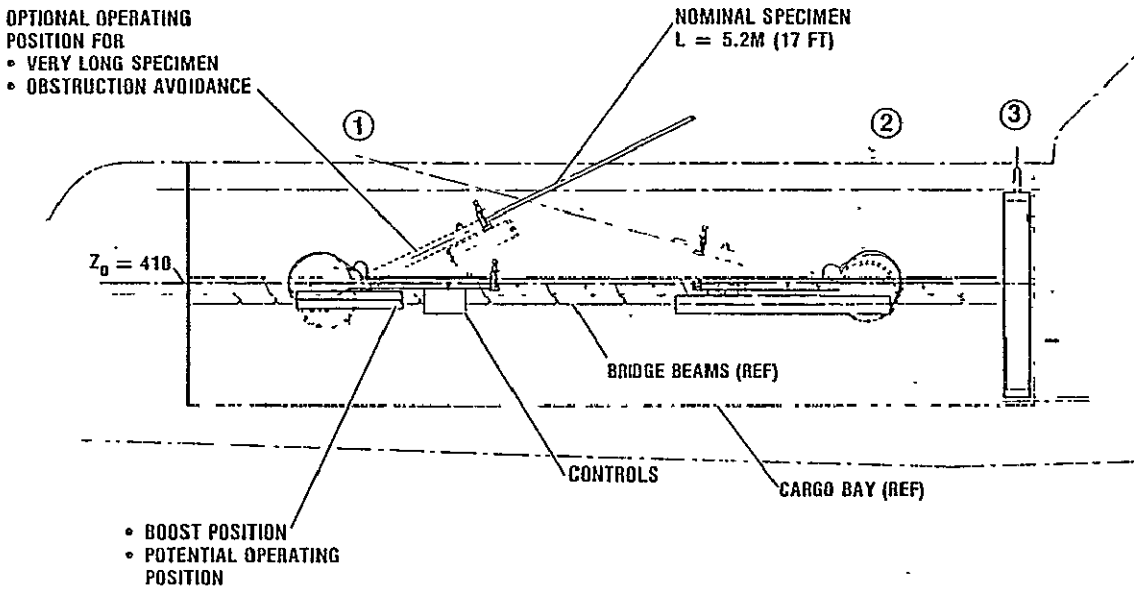 OPTIONAL OPERATING
POSITION FOR
• VERY LONG SPECIMEN
• OBSTRUCTION AVOIDANCE
NOMINAL SPECIMEN
L = 5.2M (17 FT)
1
2
3
Z₀ = 410
BRIDGE BEAMS (REF)
CONTROLS
CARGO BAY (REF)
• BOOST POSITION
• POTENTIAL OPERATING
POSITION